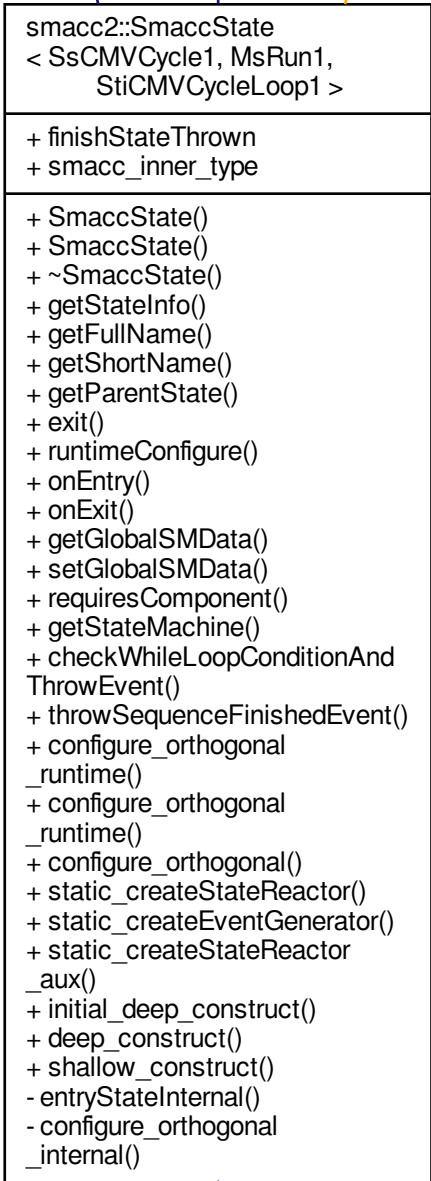 smacc2::SmaccState
< SsCMVCycle1, MsRun1,
StiCMVCycleLoop1 >
+ finishStateThrown
+ smacc_inner_type
+ SmaccState()
+ SmaccState()
+ ~SmaccState()
+ getStateInfo()
+ getFullName()
+ getShortName()
+ getParentState()
+ exit()
+ runtimeConfigure()
+ onEntry()
+ onExit()
+ getGlobalSMData()
+ setGlobalSMData()
+ requiresComponent()
+ getStateMachine()
+ checkWhileLoopConditionAnd
ThrowEvent()
+ throwSequenceFinishedEvent()
+ configure_orthogonal
_runtime()
+ configure_orthogonal
_runtime()
+ configure_orthogonal()
+ static_createStateReactor()
+ static_createEventGenerator()
+ static_createStateReactor
_aux()
+ initial_deep_construct()
+ deep_construct()
+ shallow_construct()
- entryStateInternal()
- configure_orthogonal
_internal()